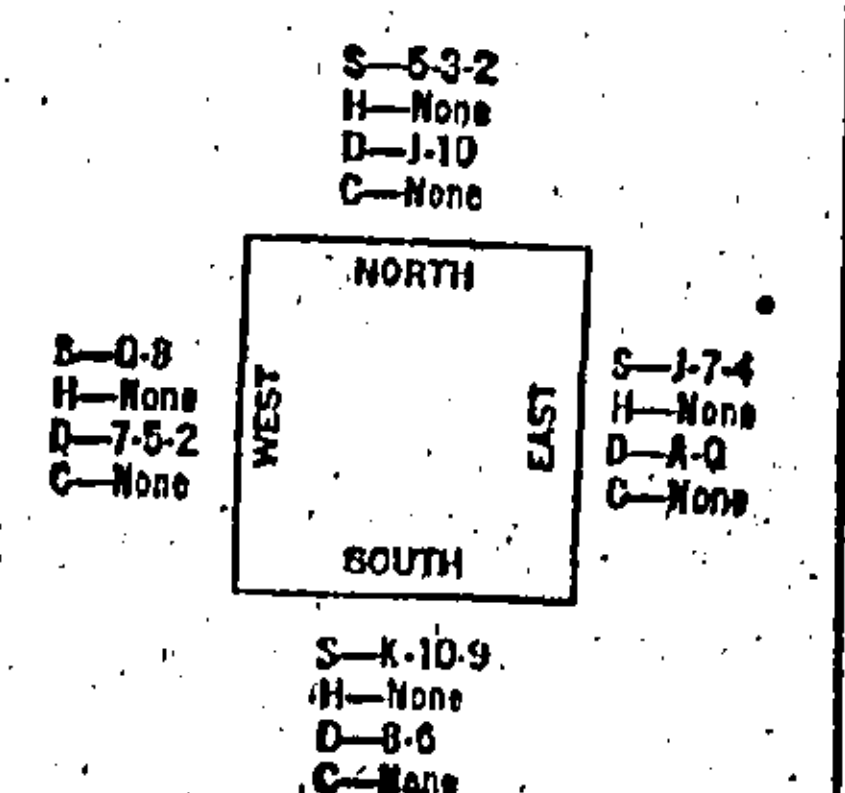 S—5-3-2
H—None
D—J-10
C—None
NORTH
S—Q-8
H—None
D—7-5-2
C—None
WEST
EAST
S—J-7-4
H—None
D—A-Q
C—None
SOUTH
S—K-10-9
H—None
D—8-6
C—None